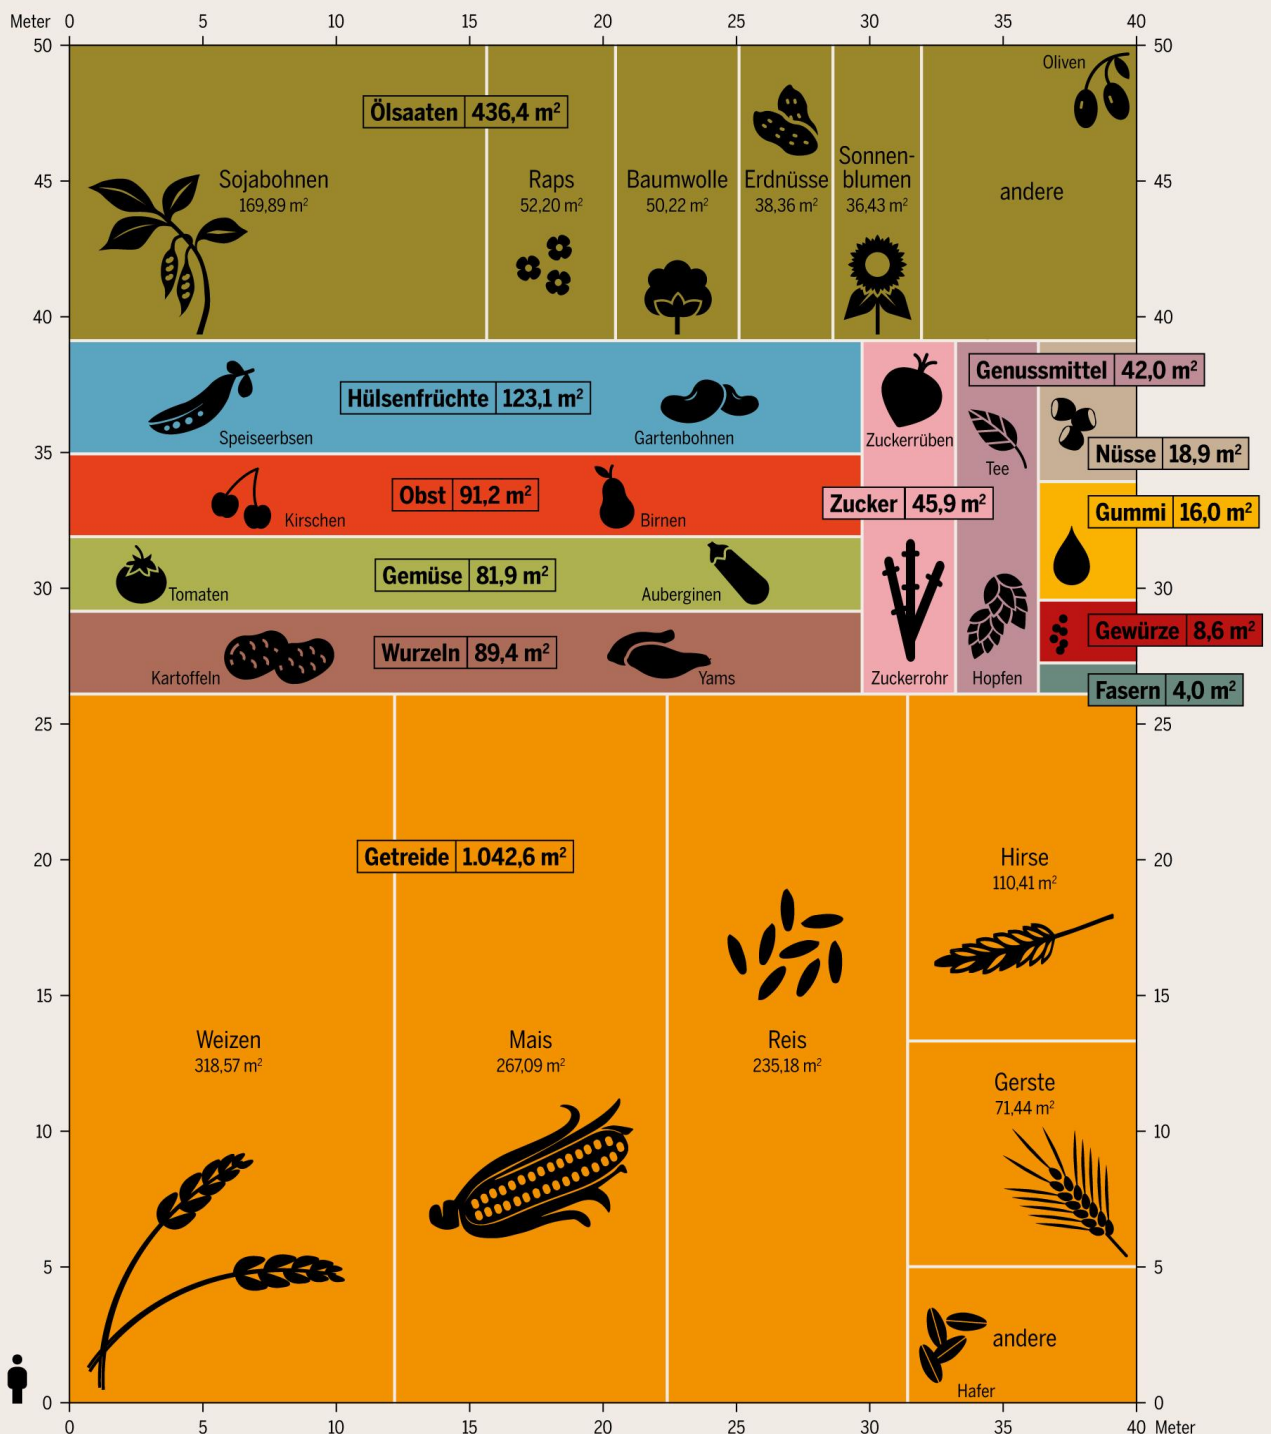 Meter 0 5 10 15 20 25 30 35 40
50 50
Oliven
Ölsaaten 436,4 m²
Sonnen-
Sojabohnen Raps Baumwolle Erdnüsse blumen
169,89 m² 52,20 m² 50,22 m² 38,36 m² 36,43 m²
andere
45 45
40 40
Genussmittel 42,0 m²
Hülsenfrüchte 123,1 m²
Speiseerbsen Gartenbohnen
Zuckerrüben
Tee
Nüsse 18,9 m²
35
Obst 91,2 m²
Kirschen Birnen
Zucker 45,9 m²
Gummi 16,0 m²
Gemüse 81,9 m²
Tomaten Auberginen
30 30
Wurzeln 89,4 m²
Kartoffeln Yams
Zuckerrohr Hopfen
Gewürze 8,6 m²
Fasern 4,0 m²
25 25
Getreide 1.042,6 m²
20 20
Hirse
110,41 m²
15 15
Weizen Mais Reis
318,57 m² 267,09 m² 235,18 m²
Gerste
71,44 m²
10 10
5 5
andere
Hafer
0 0
0 5 10 15 20 25 30 35 40 Meter